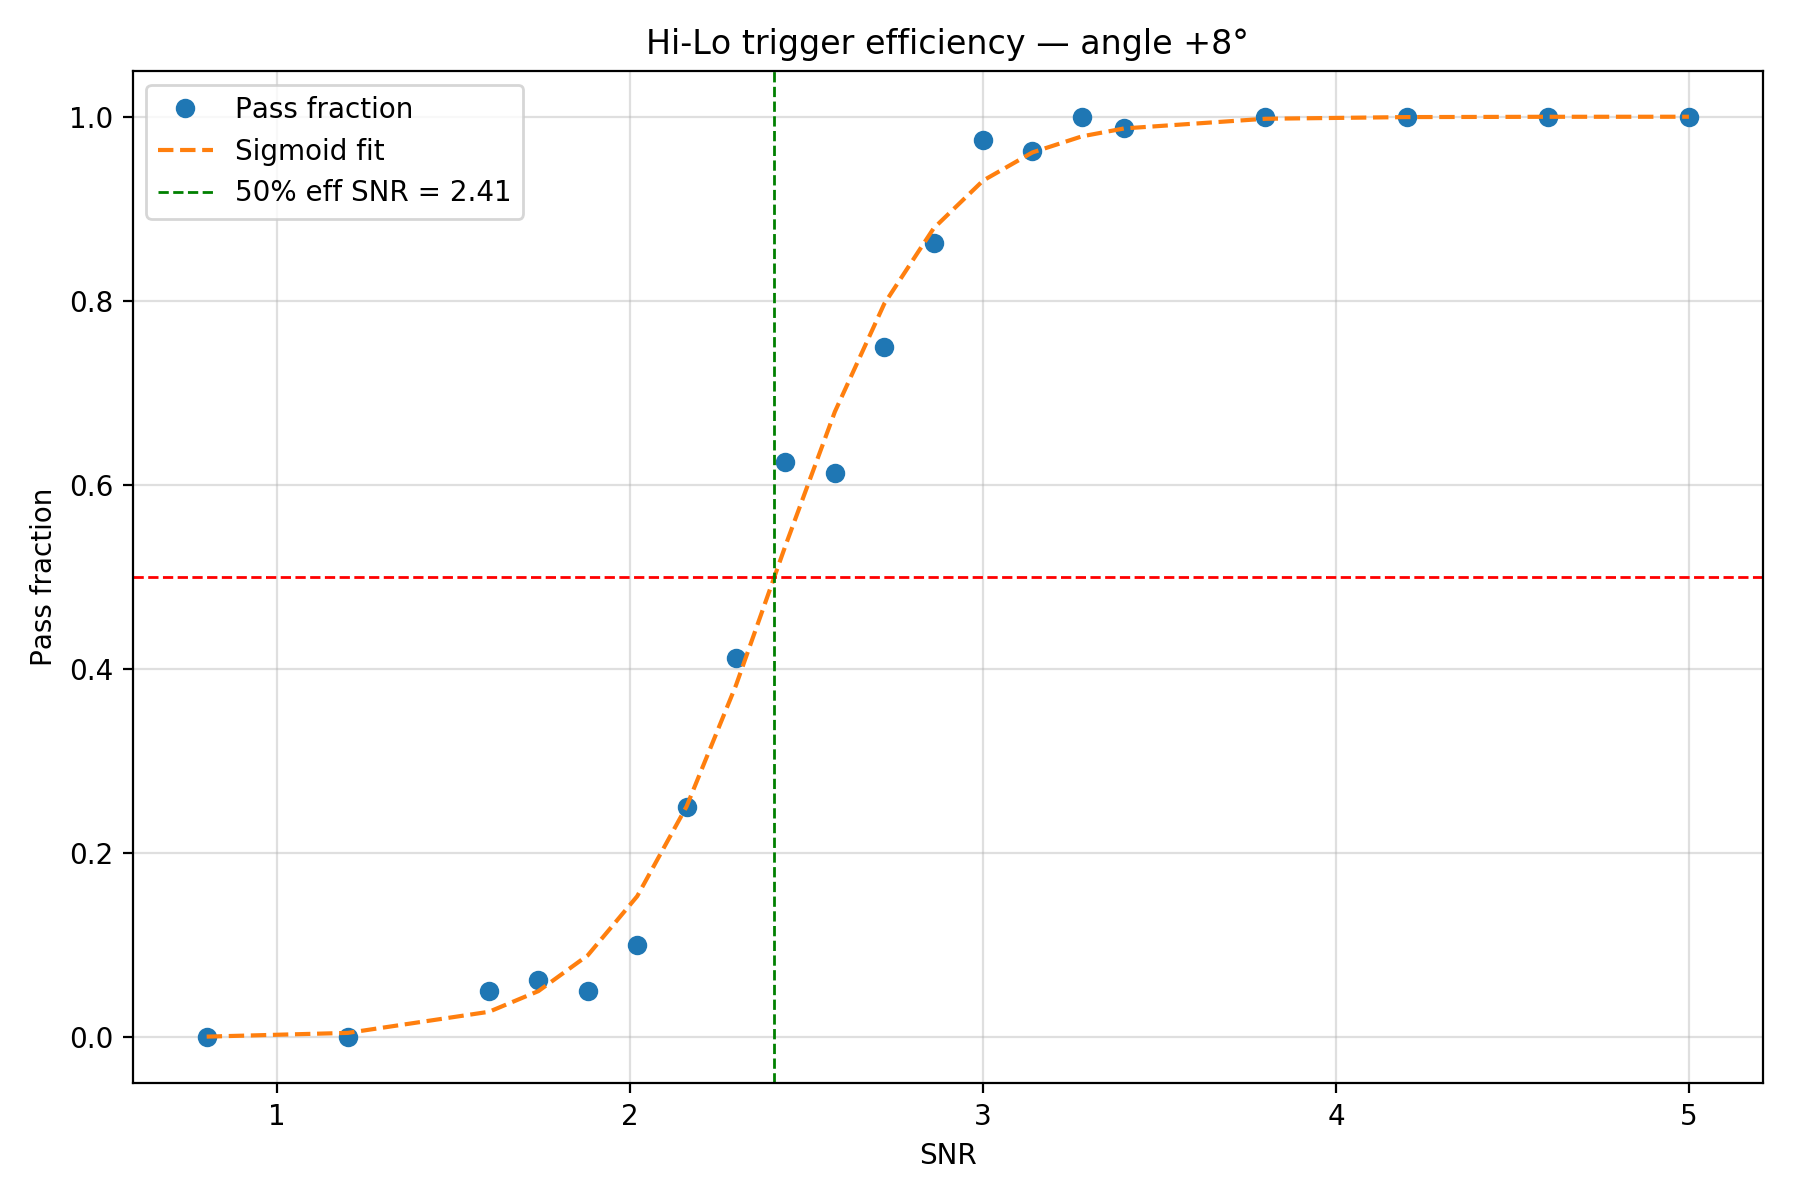 Hi-Lo trigger efficiency — angle +8°
Pass fraction
Sigmoid fit
50% eff SNR = 2.41
1.0
0.8
0.6
0.4
0.2
0.0
Pass fraction
1 2 3 4 5
SNR